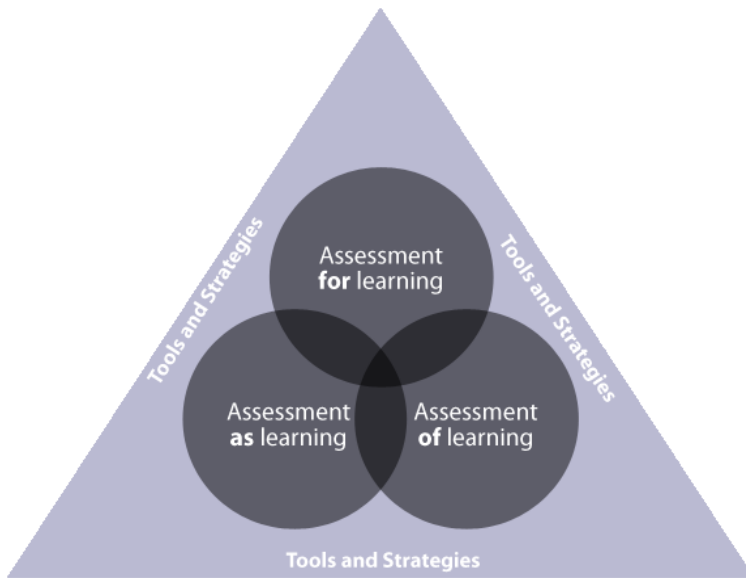 Assessment
for learning
Tools and Strategies
Tools and Strategies
Assessment
as learning
Assessment
of learning
Tools and Strategies